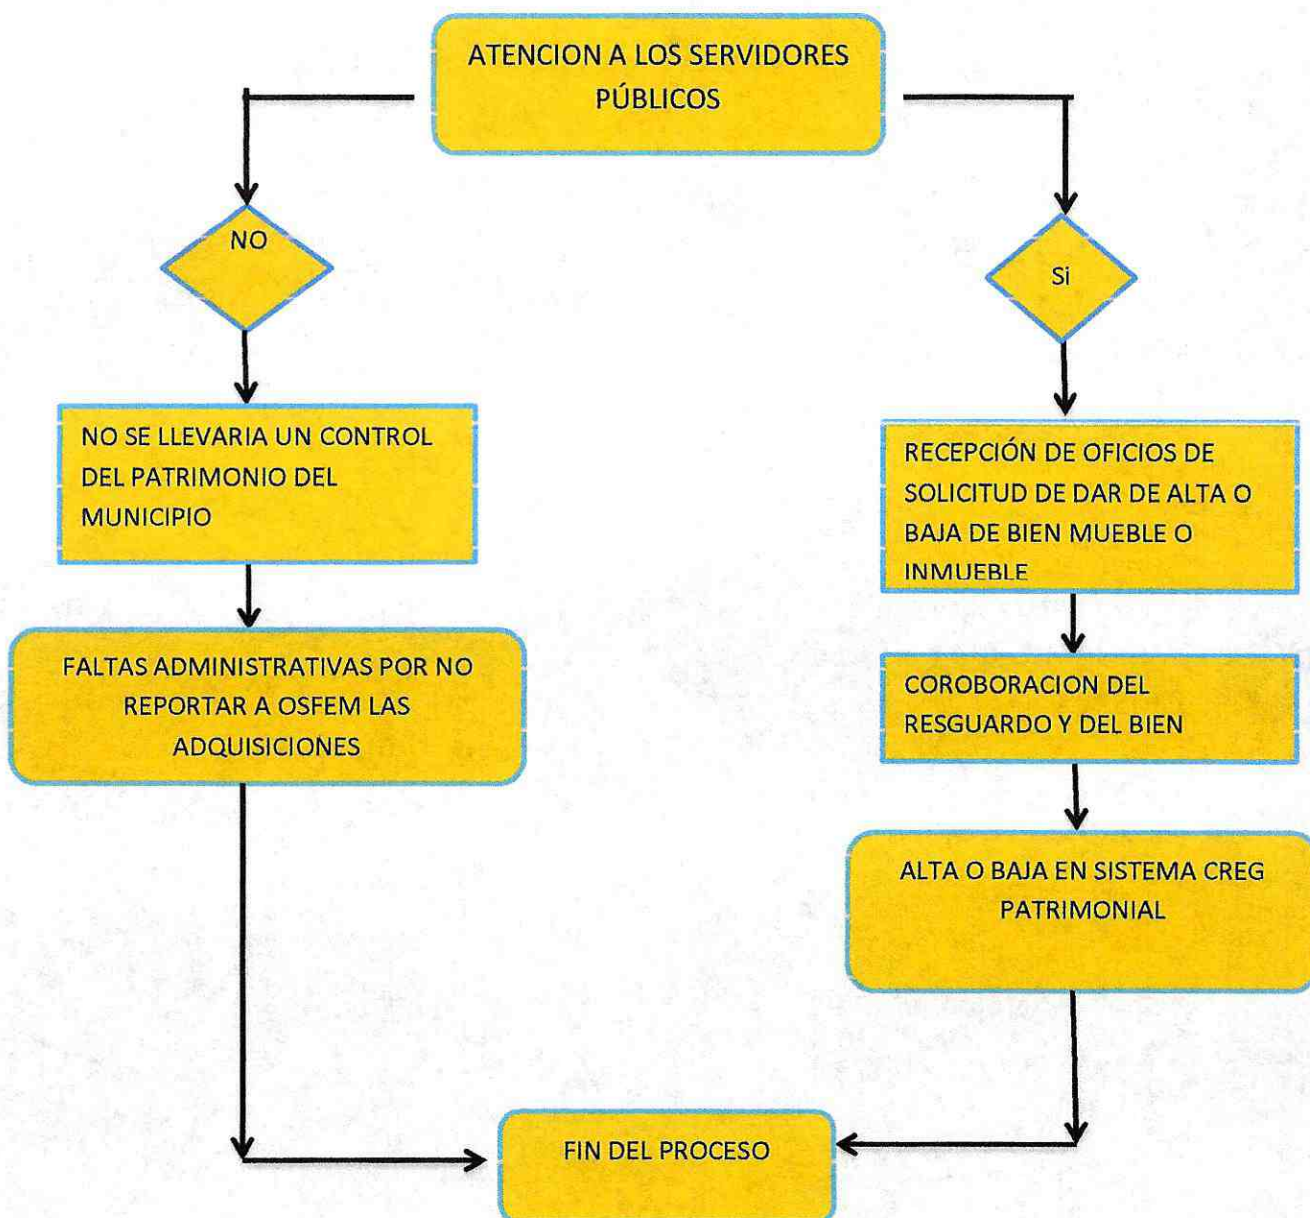 ATENCION A LOS SERVIDORES
PÚBLICOS
NO
Si
NO SE LLEVARIA UN CONTROL
DEL PATRIMONIO DEL
MUNICIPIO
RECEPCIÓN DE OFICIOS DE
SOLICITUD DE DAR DE ALTA O
BAJA DE BIEN MUEBLE O
INMUEBLE
FALTAS ADMINISTRATIVAS POR NO
REPORTAR A OSFEM LAS
ADQUISICIONES
COROBORACION DEL
RESGUARDO Y DEL BIEN
ALTA O BAJA EN SISTEMA CREG
PATRIMONIAL
FIN DEL PROCESO